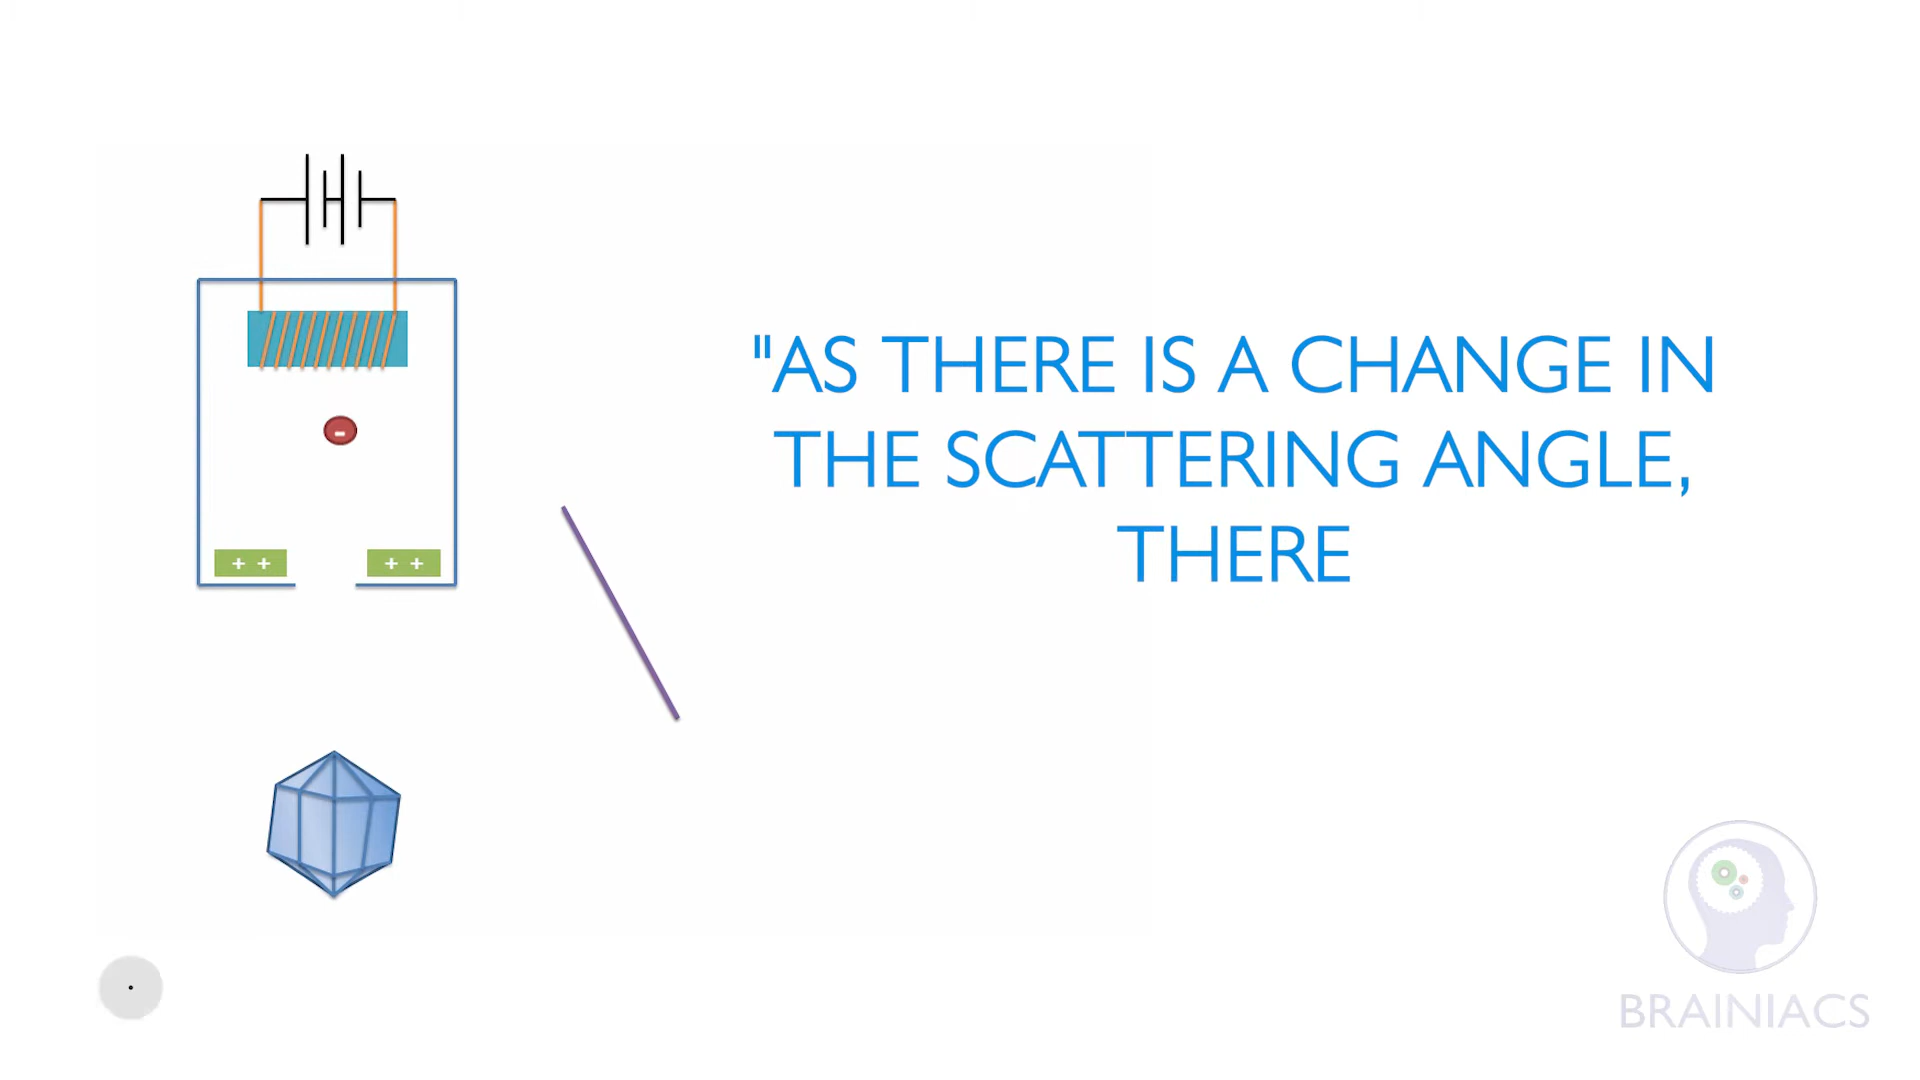 -
+ +
+ +
"AS THERE IS A CHANGE IN
THE SCATTERING ANGLE,
THERE
BRAINIACS